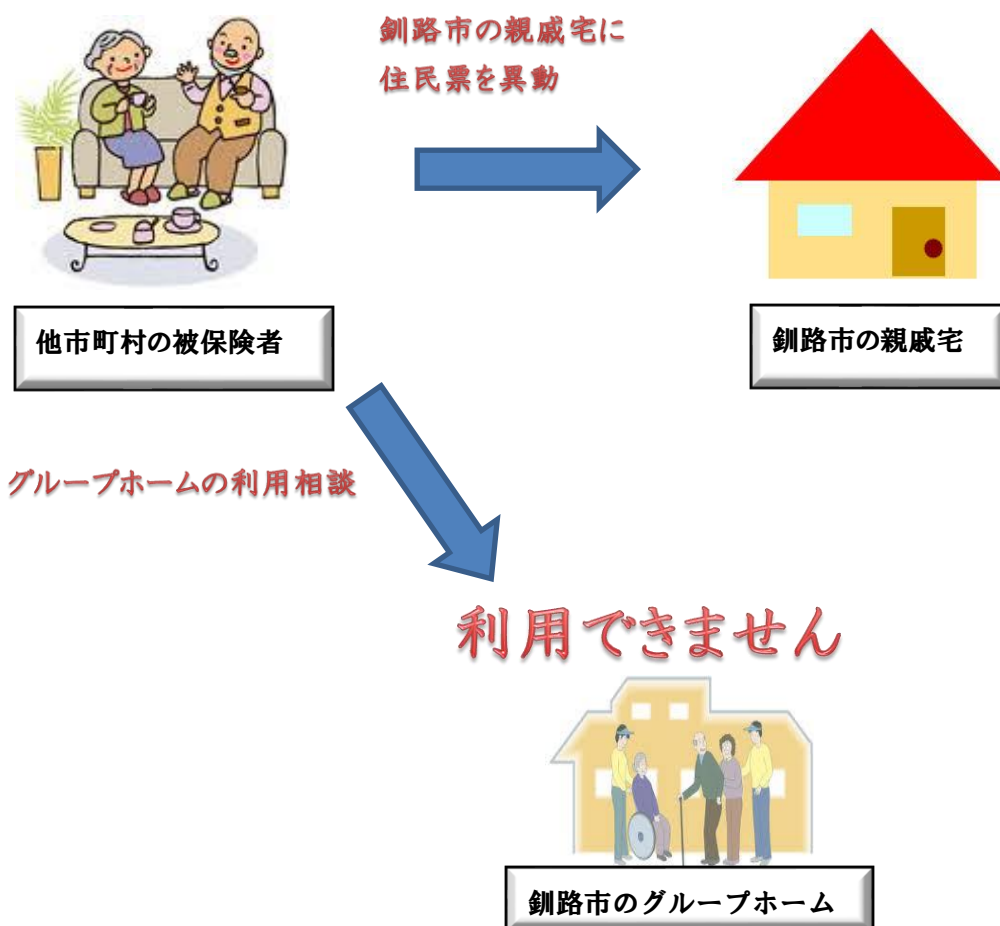 釧路市の親戚宅に
住民票を異動
他市町村の被保険者
釧路市の親戚宅
グループホームの利用相談
利用できません
釧路市のグループホーム